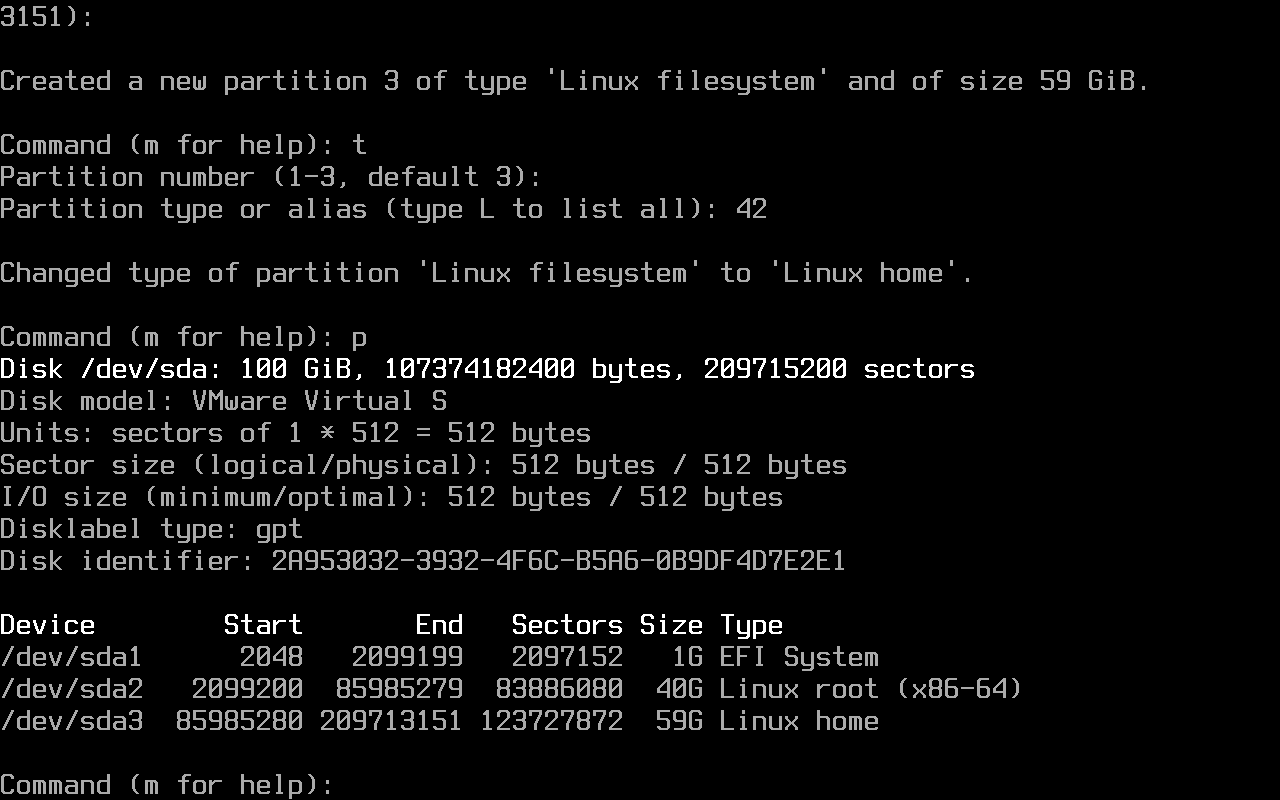 3151):
Created a new partition 3 of type 'Linux filesystem' and of size 59 GiB.
Command (m for help): t
Partition number (1-3, default 3):
Partition type or alias (type L to list all): 42
Changed type of partition 'Linux filesystem' to 'Linux home'.
Command (m for help): p
Disk /dev/sda: 100 GiB, 107374182400 bytes, 209715200 sectors
Disk model: VMware Virtual S
Units: sectors of 1 * 512 = 512 bytes
Sector size (logical/physical): 512 bytes / 512 bytes
I/O size (minimum/optimal): 512 bytes / 512 bytes
Disklabel type: gpt
Disk identifier: 2A953032-3932-4F6C-B5A6-0B9DF4D7E2E1
Device Start End Sectors Size Type
/dev/sda1 2048 2099199 2097152 1G EFI System
/dev/sda2 2099200 85985279 83886080 40G Linux root (x86-64)
/dev/sda3 85985280 209713151 123727872 59G Linux home
Command (m for help):